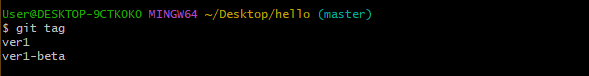 User@DESKTOP-9CTKOKO MINGW64 ~/Desktop/hello (master)
$ git tag
ver1
ver1-beta